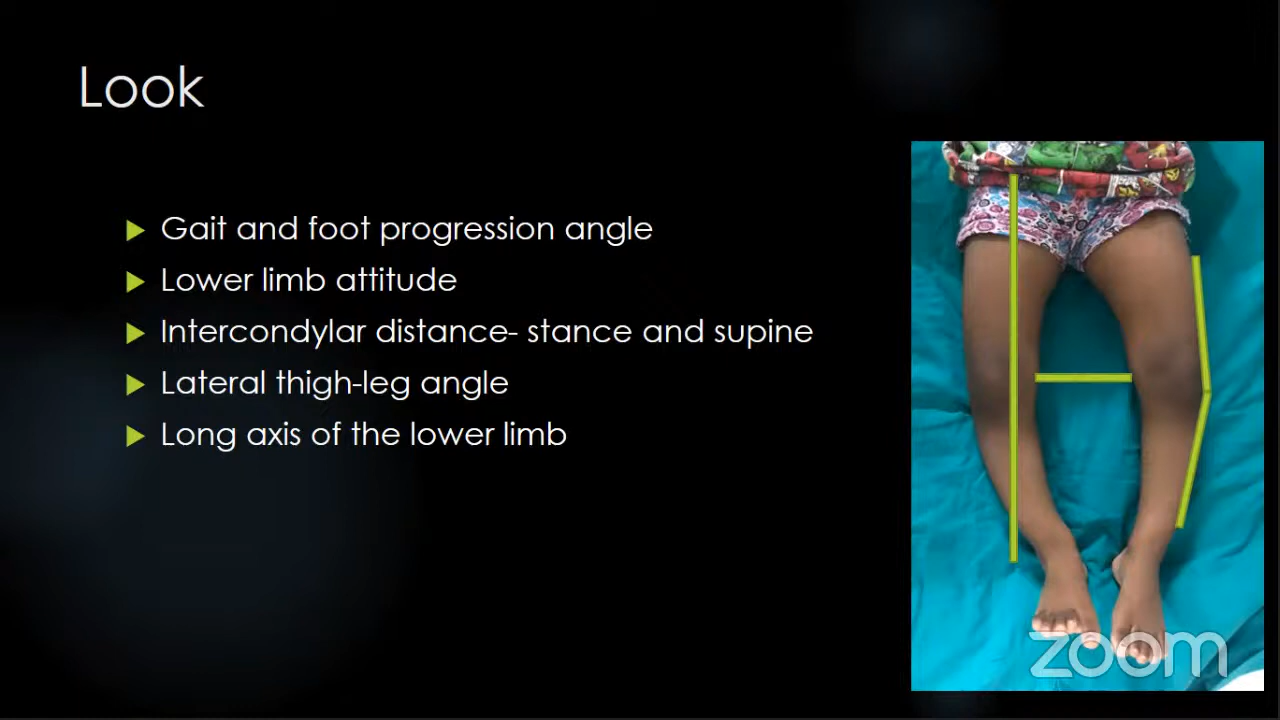 Look
Gait and foot progression angle
Lower limb attitude
Intercondylar distance- stance and supine
Lateral thigh-leg angle
Long axis of the lower limb
zoom